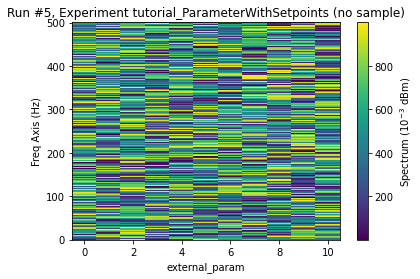 Run #5, Experiment tutorial_ParameterWithSetpoints (no sample)
500
400
300
200
100
0
Freq Axis (Hz)
0 2 4 6 8 10
external_param
800
600
400
200
Spectrum (10⁻³ dBm)